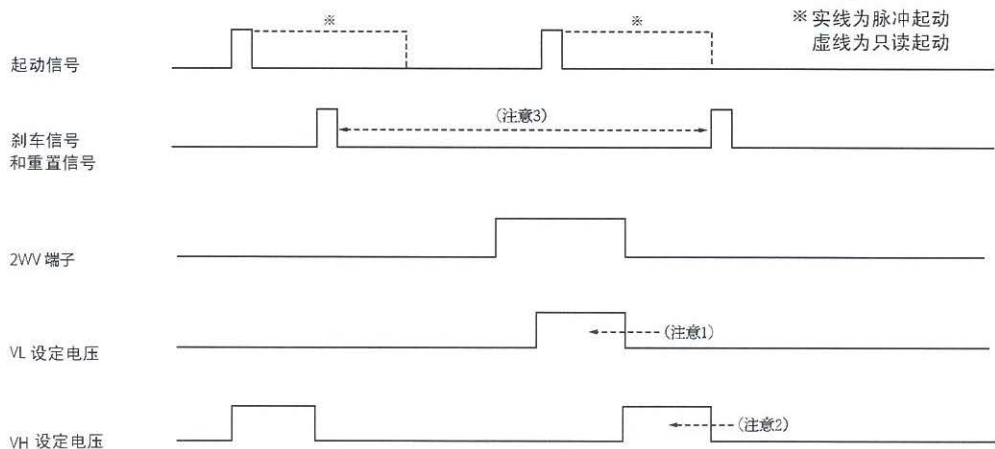 ※
※
※实线为脉冲起动
虚线为只读起动
起动信号
(注意3)
刹车信号
和重置信号
2WV 端子
VL 设定电压
(注意1)
VH 设定电压
(注意2)